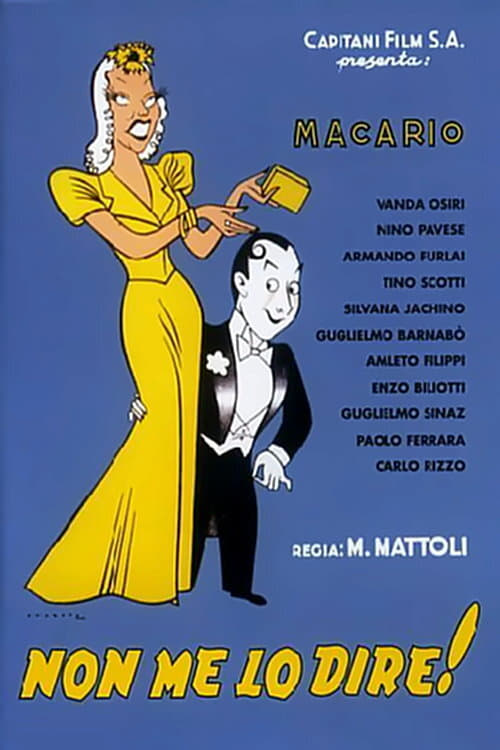 CAPITANI FILM S.A.
presenta:
MACARIO
VANDA OSIRI
NINO PAVESE
ARMANDO FURLAI
TINO SCOTTI
SILVANA JACHINO
GUGLIELMO BARNABÒ
AMLETO FILIPPI
ENZO BILIOTTI
GUGLIELMO SINAZ
PAOLO FERRARA
CARLO RIZZO
REGIA: M. MATTOLI
NON ME LO DIRE!